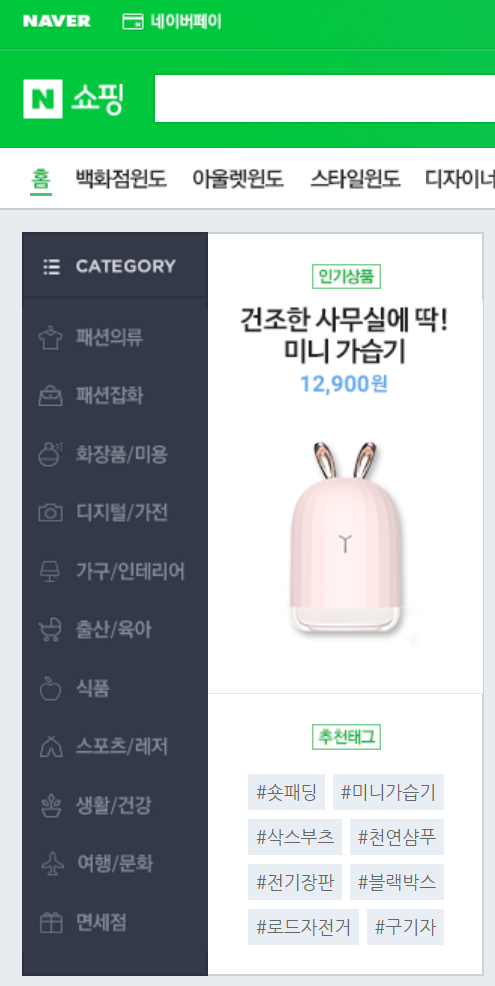 NAVER 네이버페이
N 쇼핑
홈 백화점윈도 아울렛윈도 스타일윈도 디자이너
CATEGORY
패션의류
패션잡화
화장품/미용
디지털/가전
가구/인테리어
출산/육아
식품
스포츠/레저
생활/건강
여행/문화
면세점
인기상품
건조한 사무실에 딱!
미니 가습기
12,900원
추천태그
#숏패딩 #미니가습기
#삭스부츠 #천연샴푸
#전기장판 #블랙박스
#로드자전거 #구기자